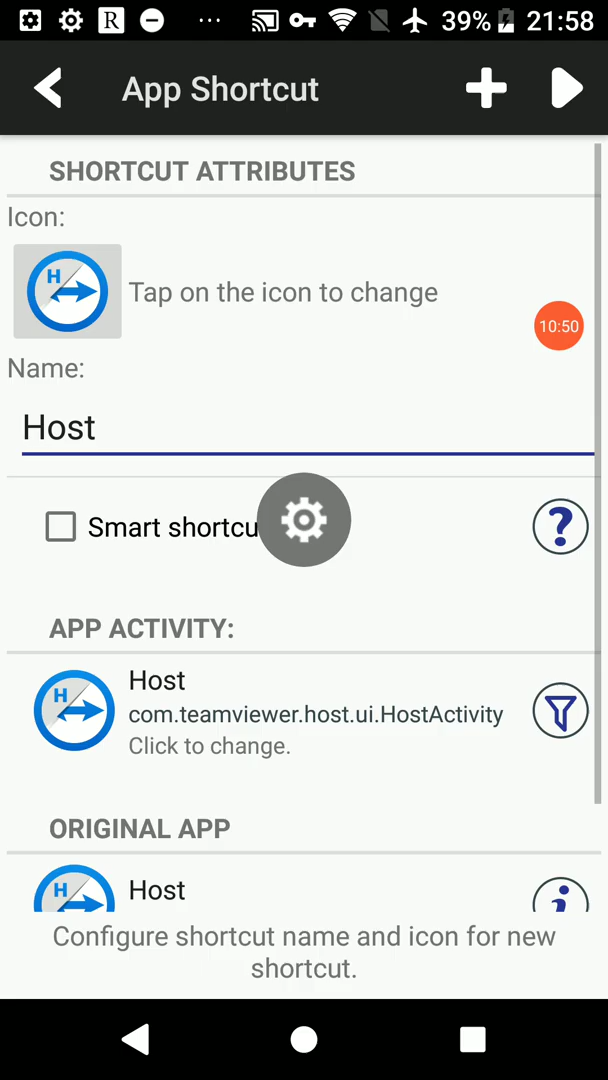 R
39%
21:58
App Shortcut
SHORTCUT ATTRIBUTES
Icon:
H
Tap on the icon to change
10:50
Name:
Host
Smart shortcu
?
APP ACTIVITY:
H
Host
com.teamviewer.host.ui.HostActivity
Click to change.
ORIGINAL APP
H
Host
i
Configure shortcut name and icon for new
shortcut.